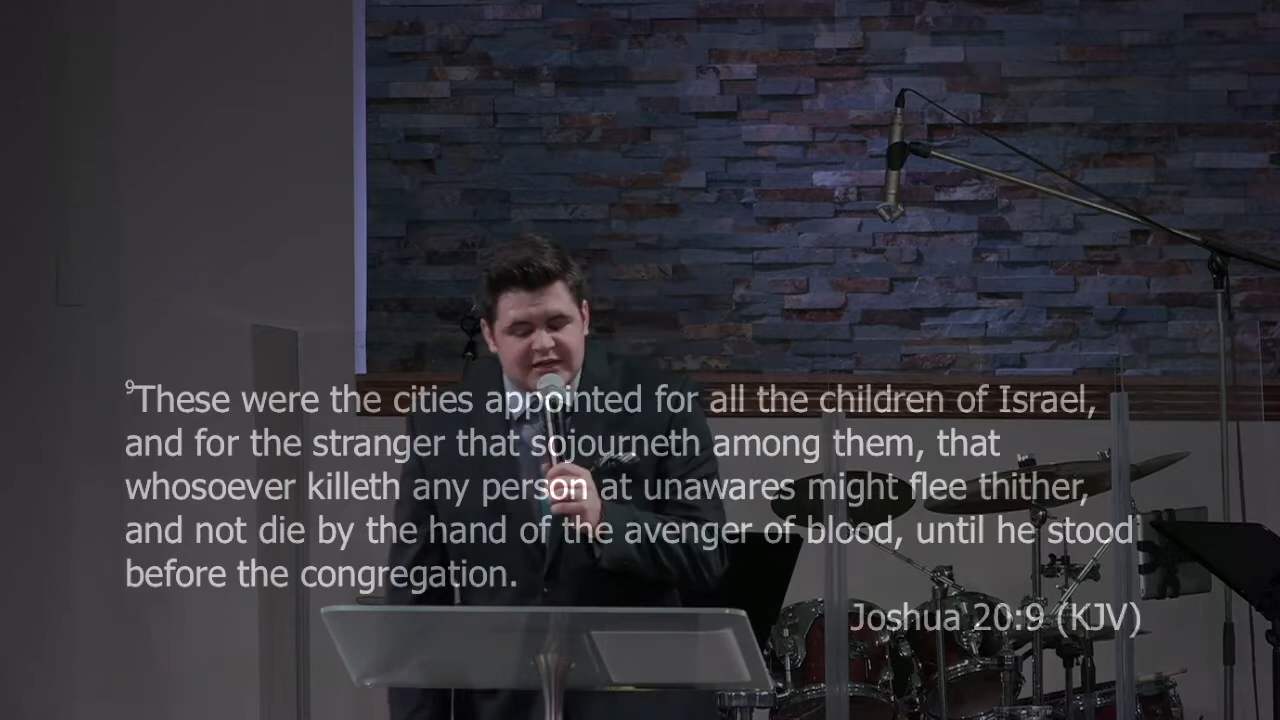 9These were the cities appointed for all the children of Israel,
and for the stranger that sojourneth among them, that
whosoever killeth any person at unawares might flee thither,
and not die by the hand of the avenger of blood, until he stood
before the congregation.
Joshua 20:9 (KJV)